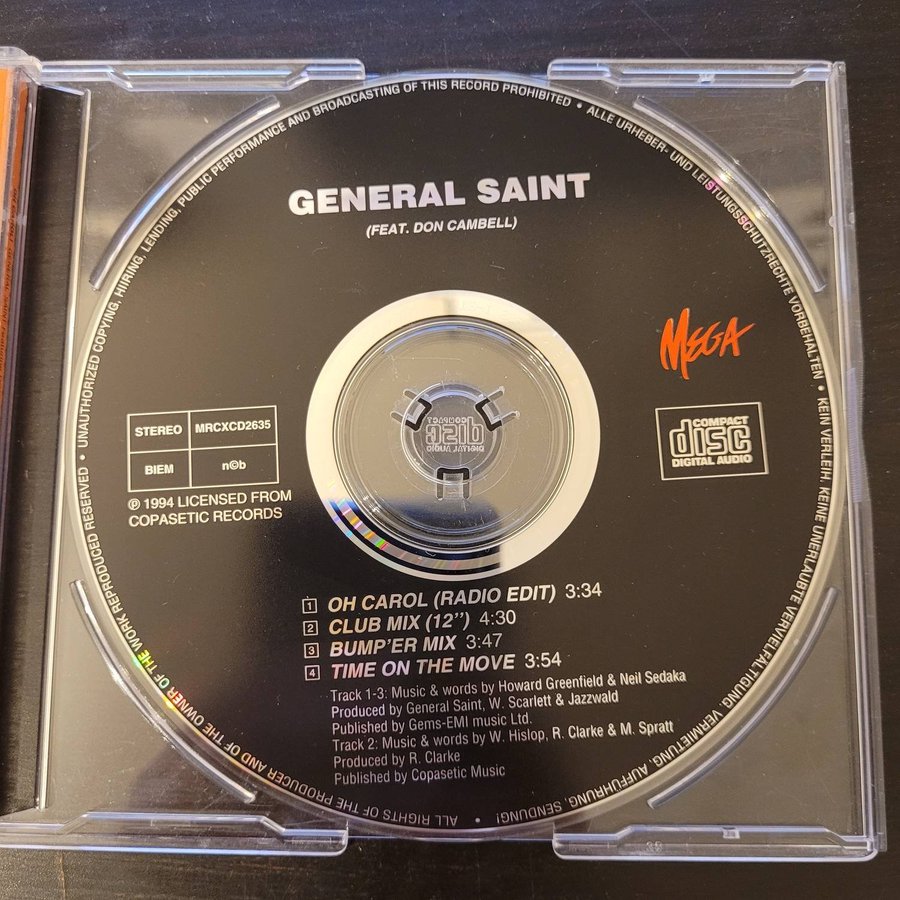 GENERAL SAINT
(FEAT. DON CAMBELL)
MEGA
STEREO MRCXCD2635
BIEM n©b
℗ 1994 LICENSED FROM
COPASETIC RECORDS
COMPACT
disc
DIGITAL AUDIO
1 OH CAROL (RADIO EDIT) 3:34
2 CLUB MIX (12") 4:30
3 BUMP'ER MIX 3:47
4 TIME ON THE MOVE 3:54
Track 1-3: Music & words by Howard Greenfield & Neil Sedaka
Produced by General Saint, W. Scarlett & Jazzwald
Published by Gems-EMI music Ltd.
Track 2: Music & words by W. Hislop, R. Clarke & M. Spratt
Produced by R. Clarke
Published by Copasetic Music
ALL RIGHTS OF THE PRODUCER AND OF THE OWNER OF THE WORK REPRODUCED RESERVED • UNAUTHORIZED COPYING, HIIRING, LENDING, PUBLIC PERFORMANCE AND BROADCASTING OF THIS RECORD PROHIBITED • ALLE URHEBER- UND LEISTUNGSSCHUTZRECHTE VORBEHALTEN • KEIN VERLEIH, KEINE UNERLAUBTE VERVIELFÄLTIGUNG, VERMIETUNG, AUFFÜHRUNG, SENDUNG! •
COMPACT
disc
DIGITAL AUDIO